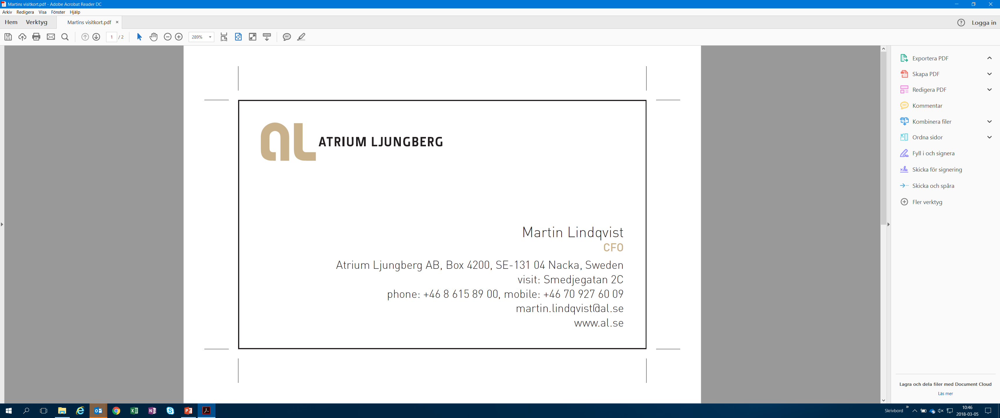 Martins visitkort.pdf - Adobe Acrobat Reader DC
Arkiv Redigera Visa Fönster Hjälp
Hem Verktyg Martins visitkort.pdf × Logga in
1 / 2 289%
Exportera PDF
Skapa PDF
Redigera PDF
Kommentar
Kombinera filer
Ordna sidor
Fyll i och signera
Skicka för signering
Skicka och spåra
Fler verktyg
aL ATRIUM LJUNGBERG
Martin Lindqvist
CFO
Atrium Ljungberg AB, Box 4200, SE-131 04 Nacka, Sweden
visit: Smedjegatan 2C
phone: +46 8 615 89 00, mobile: +46 70 927 60 09
martin.lindqvist@al.se
www.al.se
Lagra och dela filer med Document Cloud
Läs mer
Skrivbord
10:46
2018-03-05